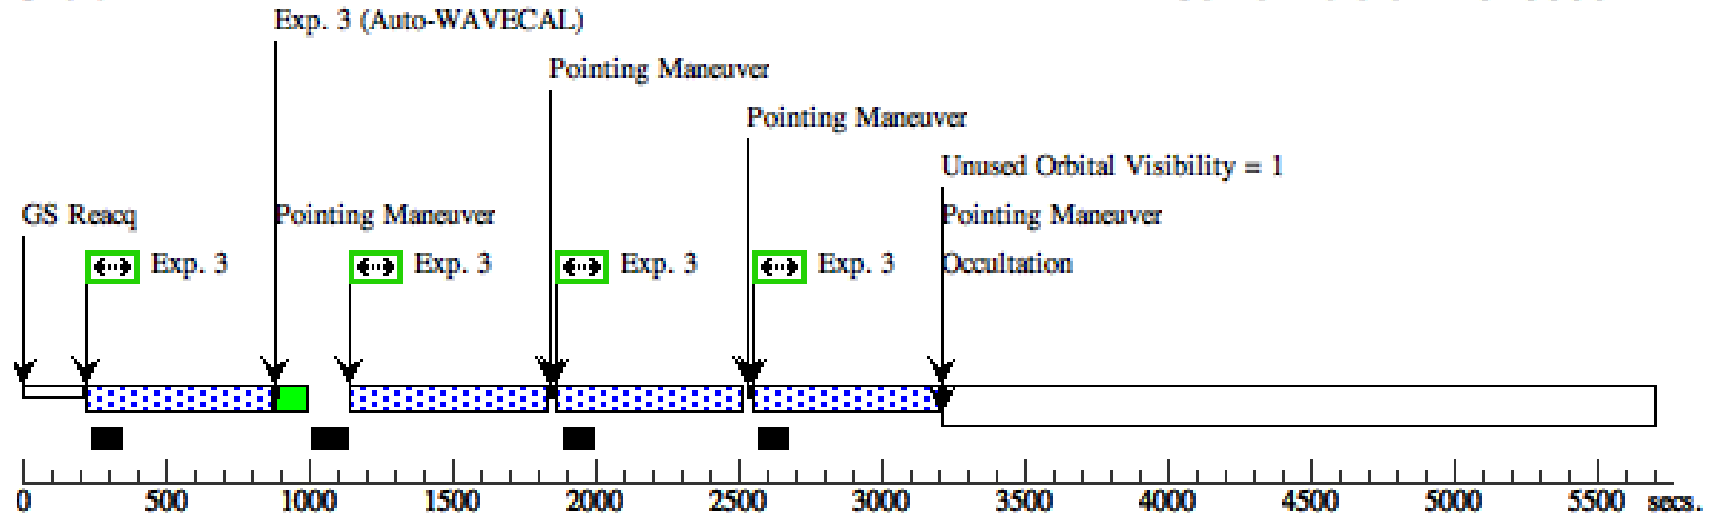 Exp. 3 (Auto-WAVECAL)
Pointing Maneuver
Pointing Maneuver
Unused Orbital Visibility = 1
GS Reacq
Pointing Maneuver
Pointing Maneuver
Exp. 3
Exp. 3
Exp. 3
Exp. 3
Occultation
0 500 1000 1500 2000 2500 3000 3500 4000 4500 5000 5500 secs.